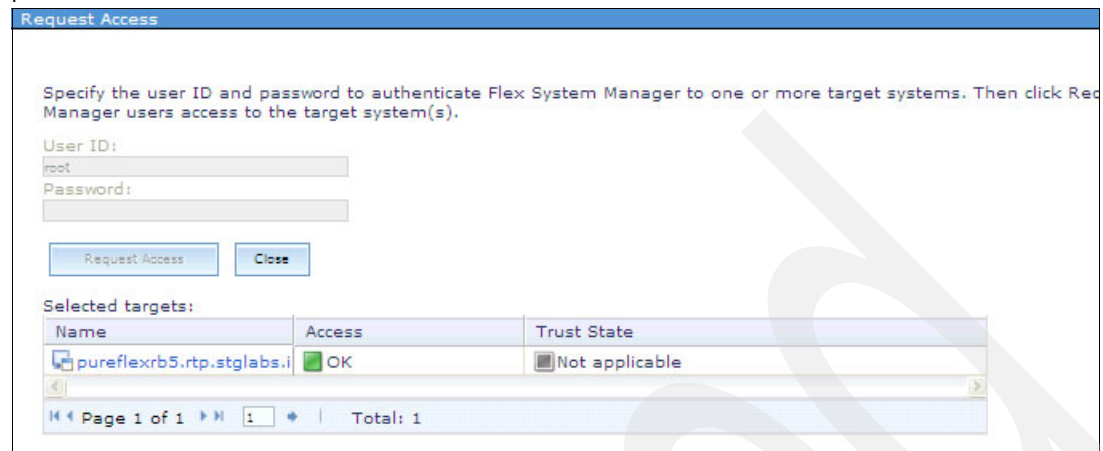 Request Access
Specify the user ID and password to authenticate Flex System Manager to one or more target systems. Then click
Manager users access to the target system(s).
User ID:
root
Password:
Request Access Close
Selected targets:
Name Access Trust State
pureflexrb5.rtp.stglabs.i OK Not applicable
Page 1 of 1 1 Total: 1